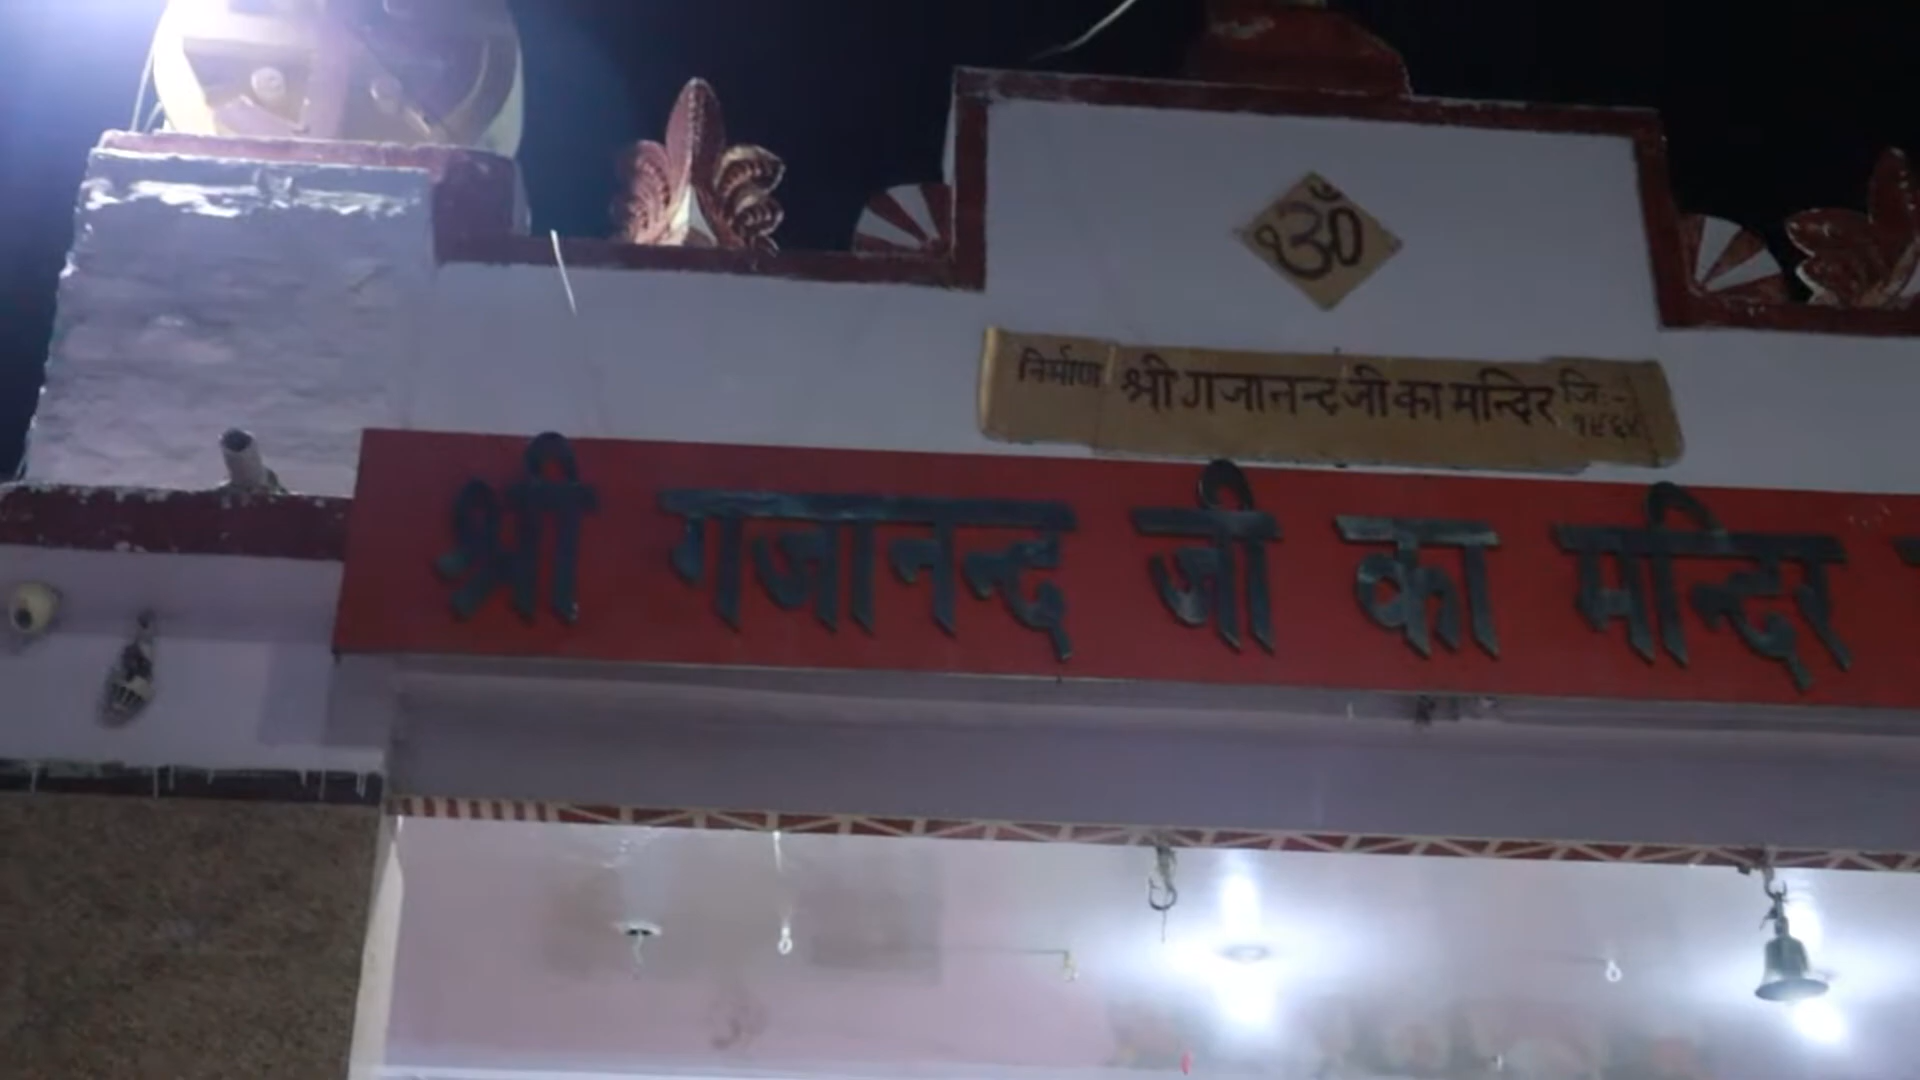 ॐ
निर्माण श्री गजानन्द जी का मन्दिर जि:-
श्री गजानन्द जी का मन्दिर